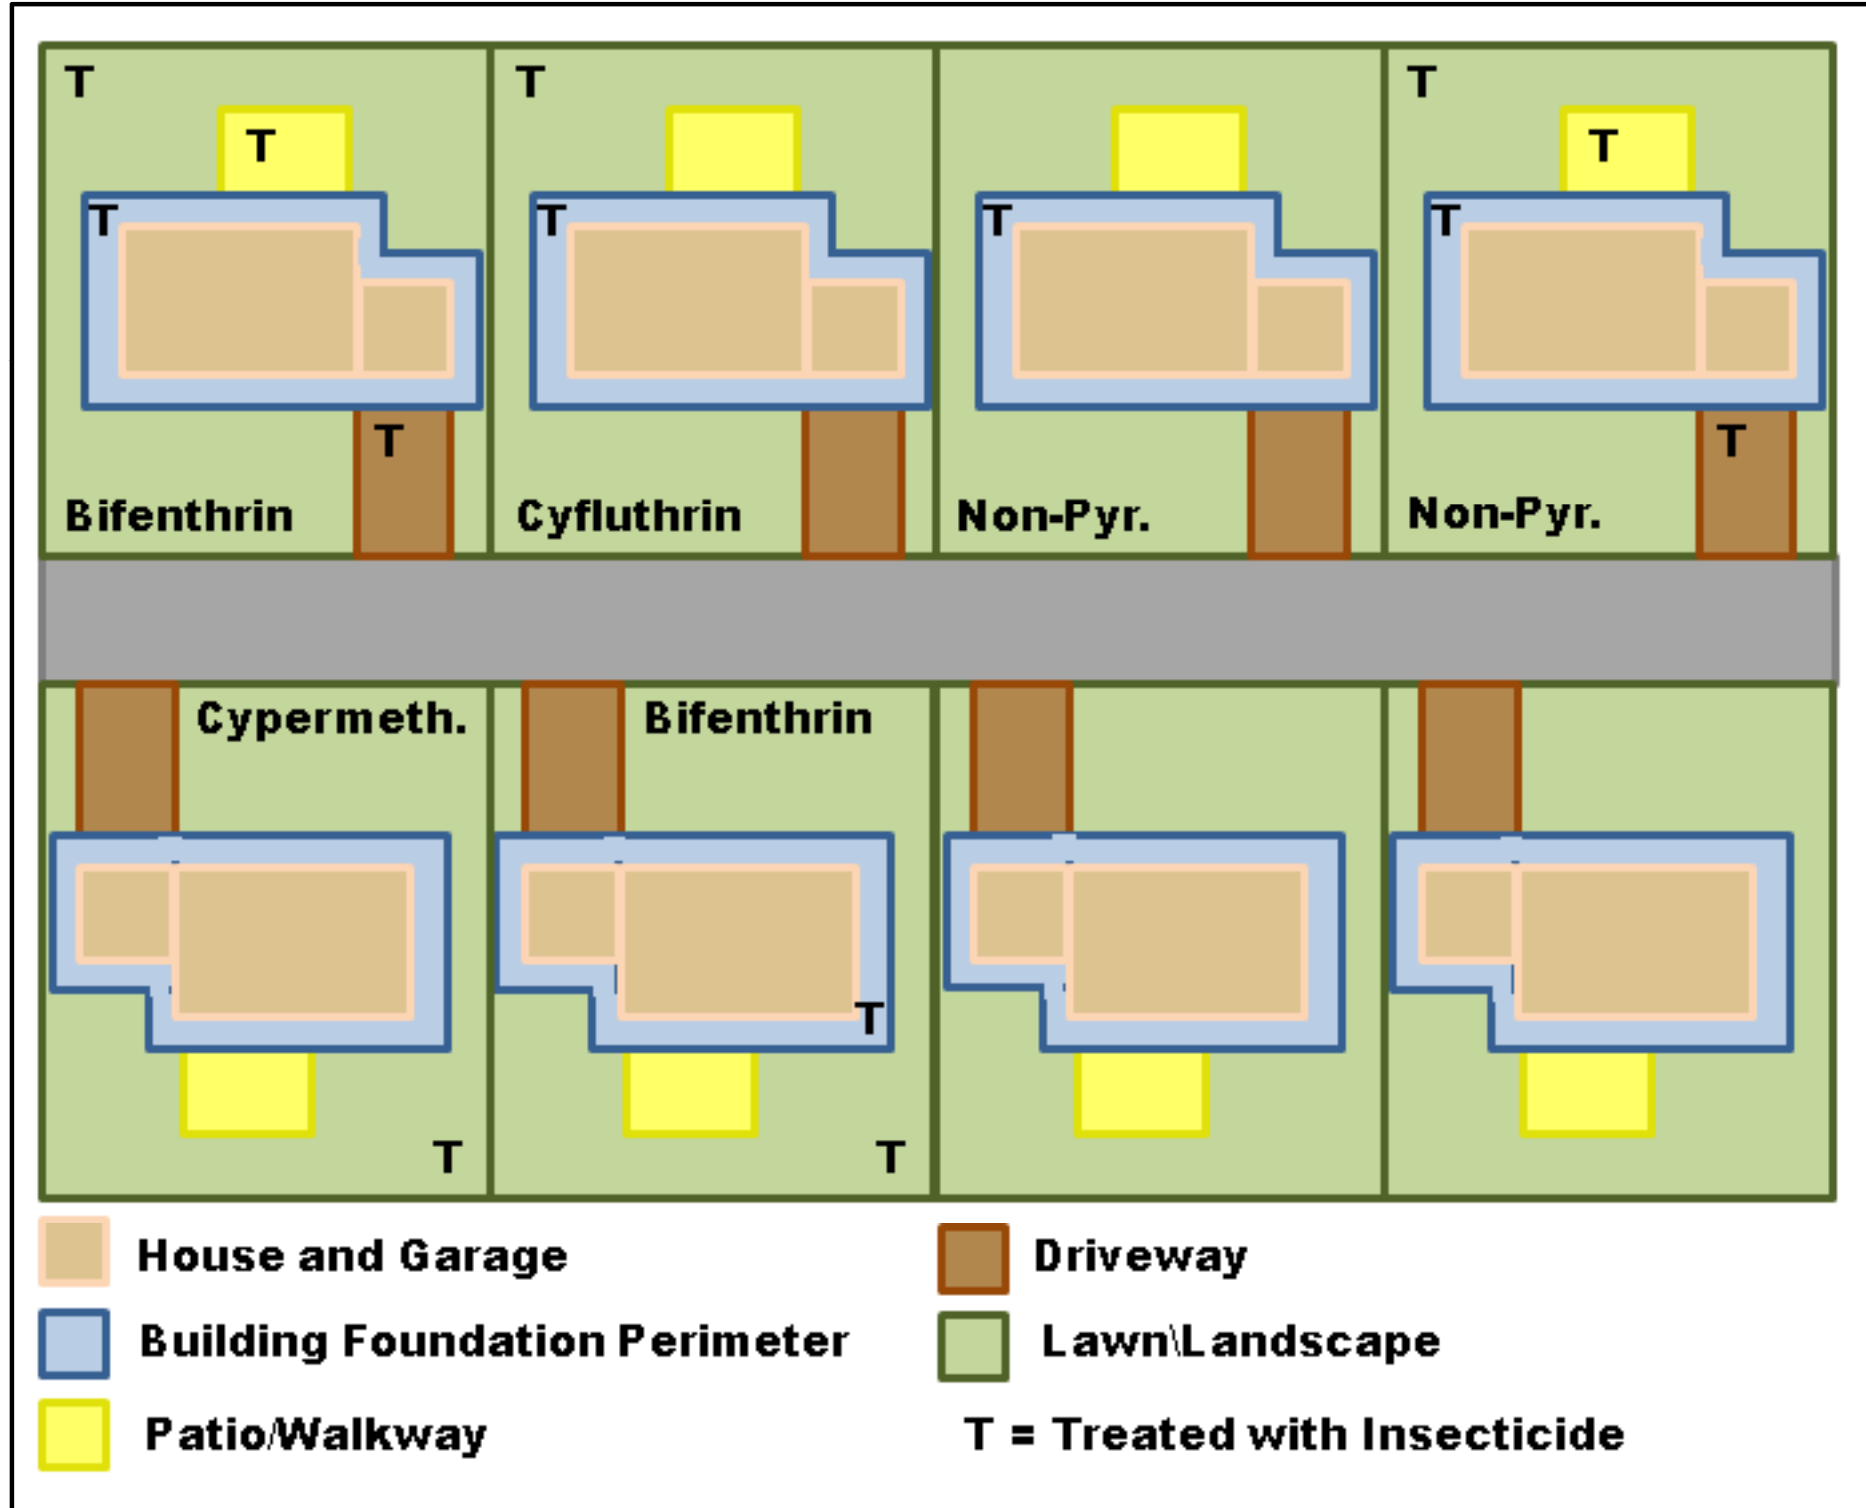 T T T
T T
T T T T
T T
Bifenthrin Cyfluthrin Non-Pyr. Non-Pyr.
Cypermeth. Bifenthrin
T
T T
House and Garage Driveway
Building Foundation Perimeter Lawn\Landscape
Patio/Walkway T = Treated with Insecticide